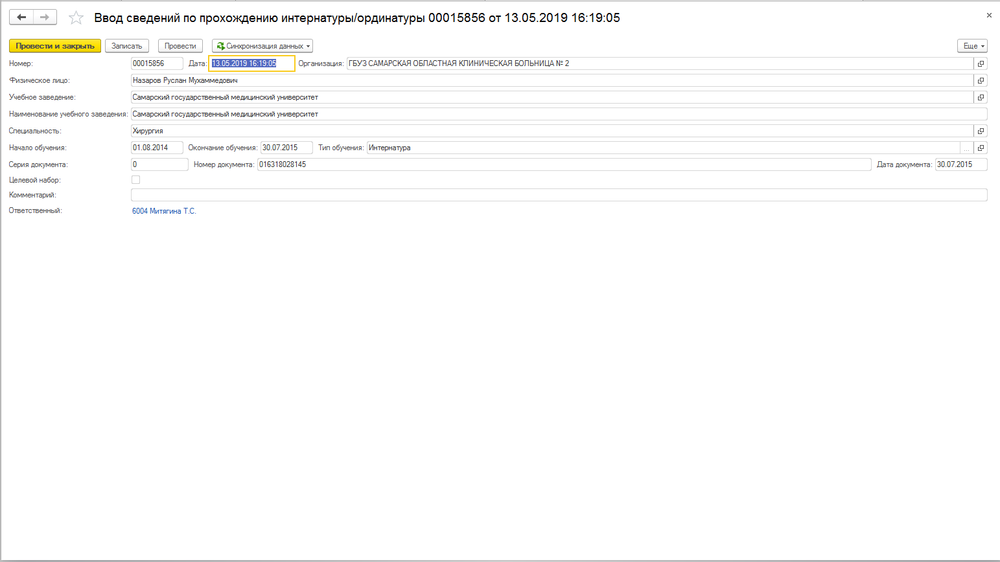 Ввод сведений по прохождению интернатуры/ординатуры 00015856 от 13.05.2019 16:19:05
Провести и закрыть Записать Провести Синхронизация данных Еще
Номер: 00015856 Дата: 13.05.2019 16:19:05 Организация: ГБУЗ САМАРСКАЯ ОБЛАСТНАЯ КЛИНИЧЕСКАЯ БОЛЬНИЦА № 2
Физическое лицо: Назаров Руслан Мухаммедович
Учебное заведение: Самарский государственный медицинский университет
Наименование учебного заведения: Самарский государственный медицинский университет
Специальность: Хирургия
Начало обучения: 01.08.2014 Окончание обучения: 30.07.2015 Тип обучения: Интернатура ...
Серия документа: 0 Номер документа: 016318028145 Дата документа: 30.07.2015
Целевой набор:
Комментарий:
Ответственный: 6004 Митягина Т.С.